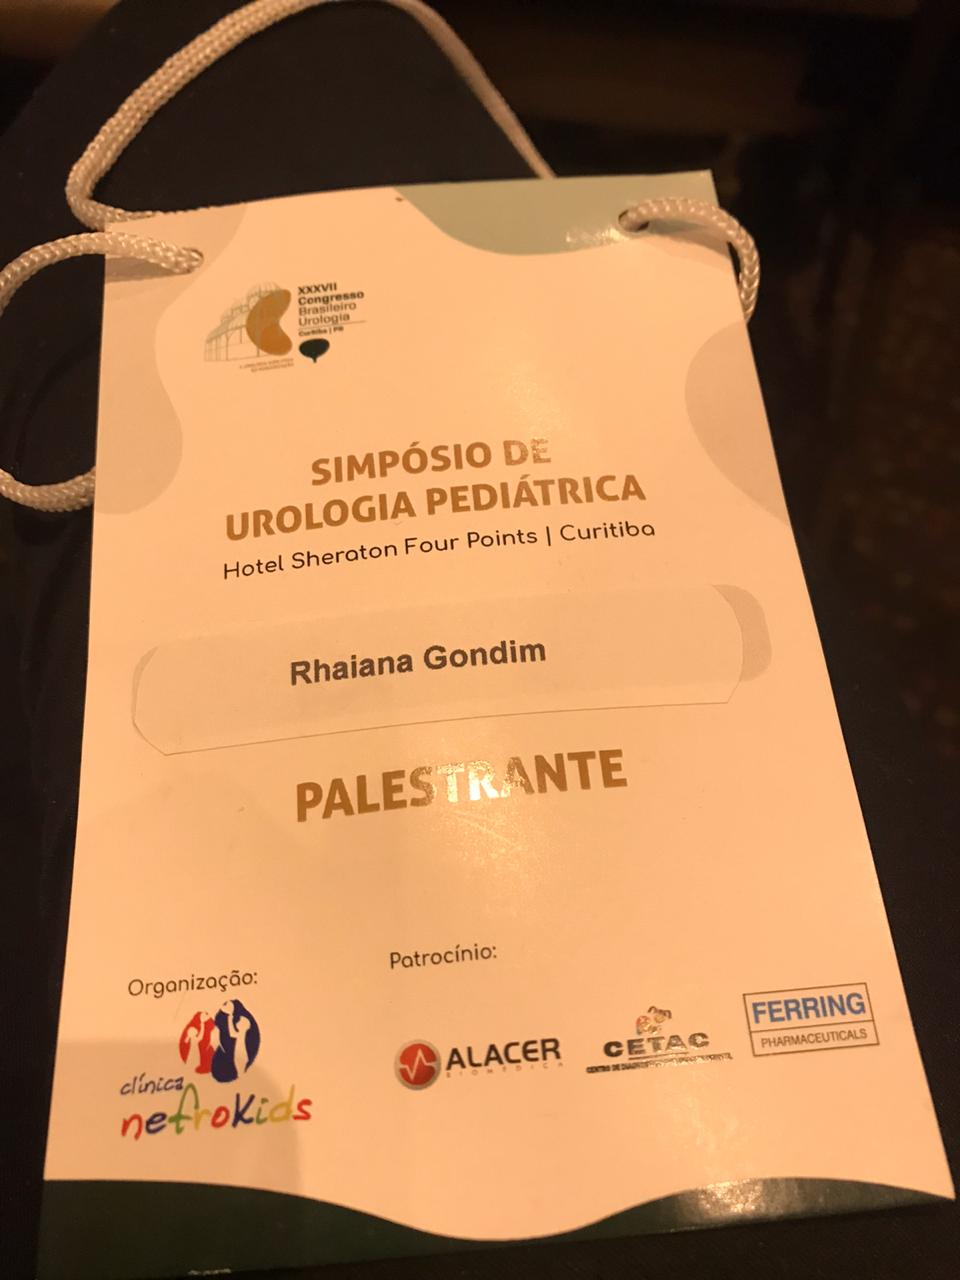 XXXVII
Congresso
Brasileiro
Urologia
Curitiba | PR
SIMPÓSIO DE
UROLOGIA PEDIÁTRICA
Hotel Sheraton Four Points | Curitiba
Rhaiana Gondim
PALESTRANTE
Organização:
clínica
nefrokids
Patrocínio:
ALACER
BIOMÉDICA
CETAC
FERRING
PHARMACEUTICALS